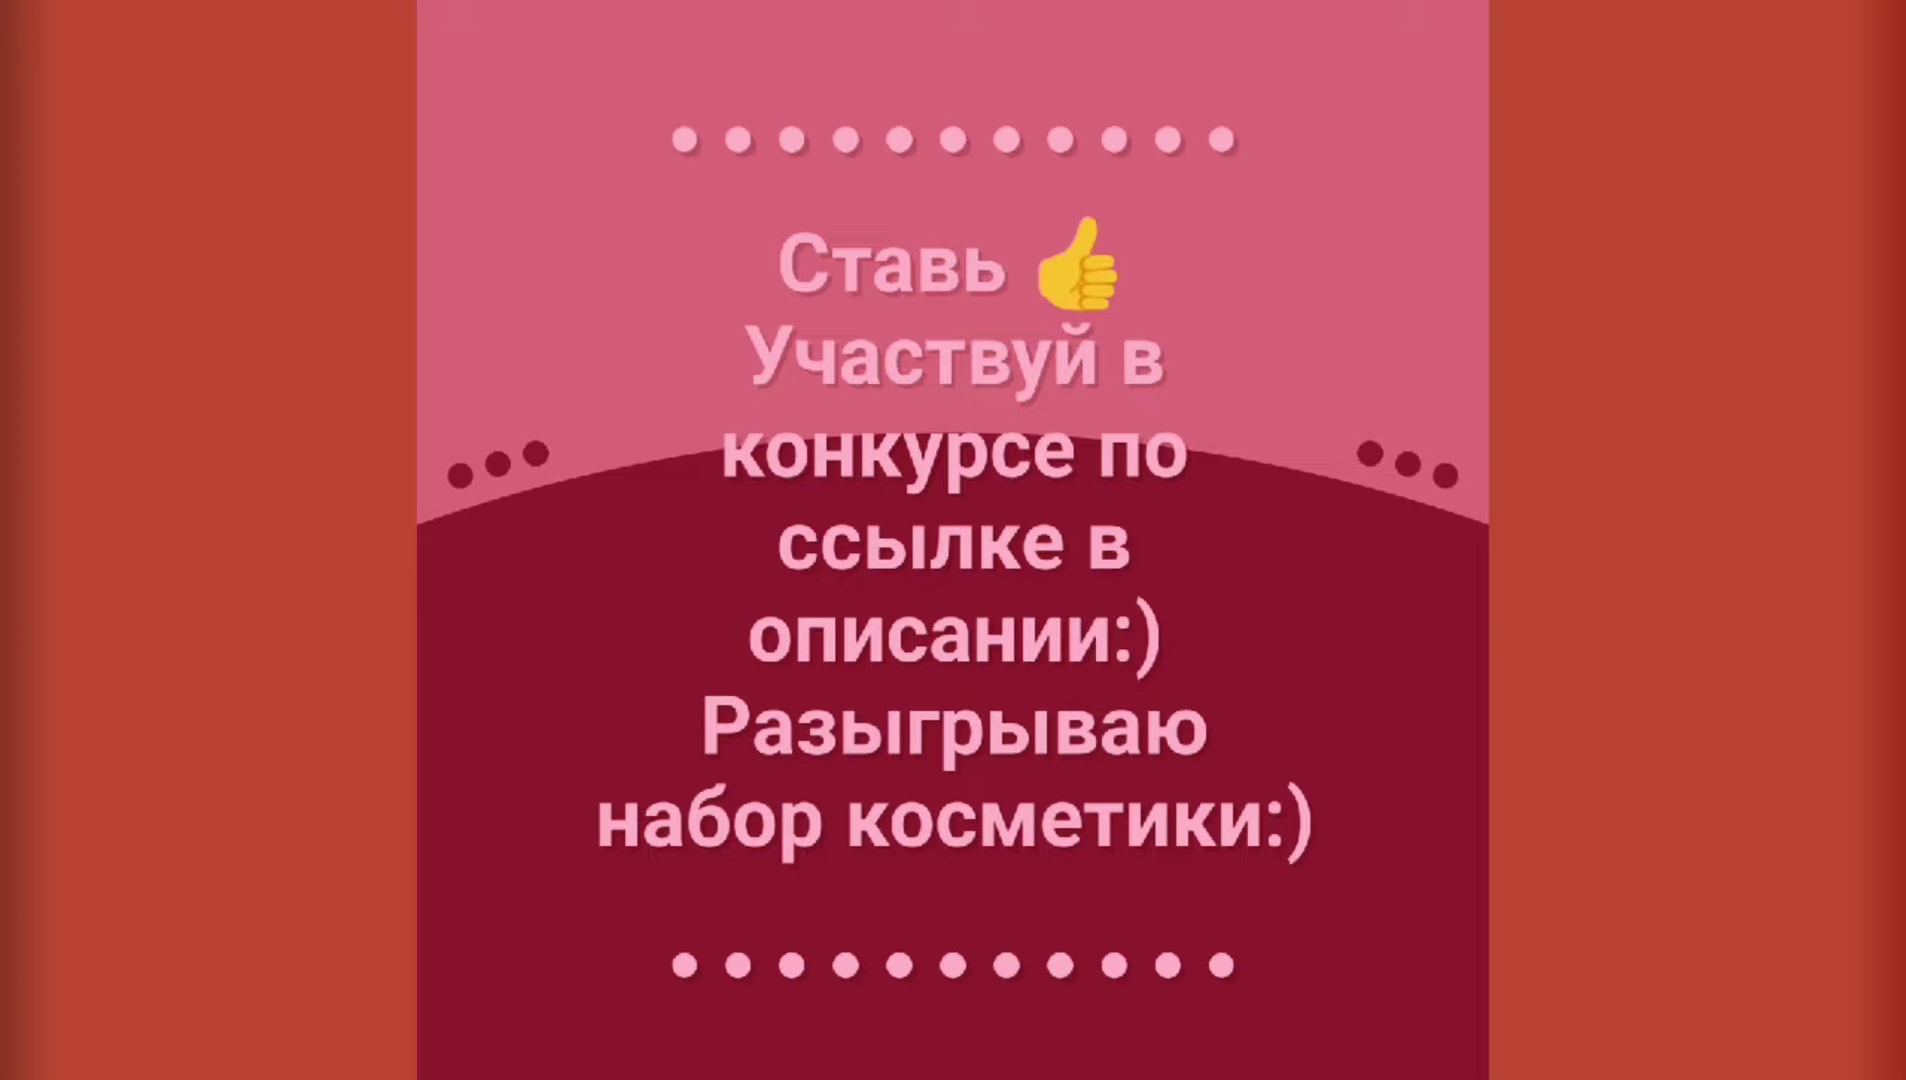 Ставь 👍
Участвуй в
конкурсе по
ссылке в
описании:)
Разыгрываю
набор косметики:)